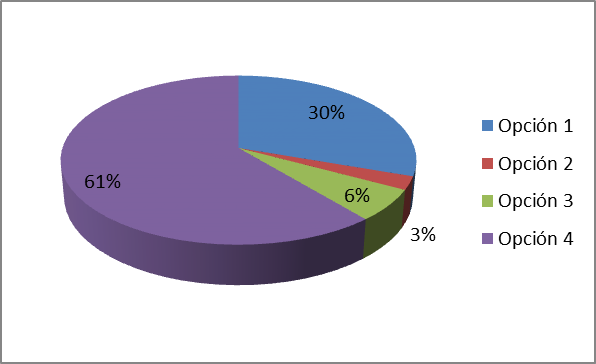 30%
61%
6%
3%
Opción 1
Opción 2
Opción 3
Opción 4